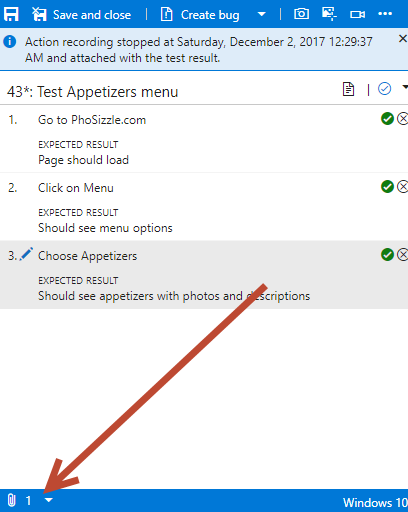 Save and close Create bug
Action recording stopped at Saturday, December 2, 2017 12:29:37
AM and attached with the test result.
43*: Test Appetizers menu
1. Go to PhoSizzle.com
EXPECTED RESULT
Page should load
2. Click on Menu
EXPECTED RESULT
Should see menu options
3. Choose Appetizers
EXPECTED RESULT
Should see appetizers with photos and descriptions
1 Windows 10